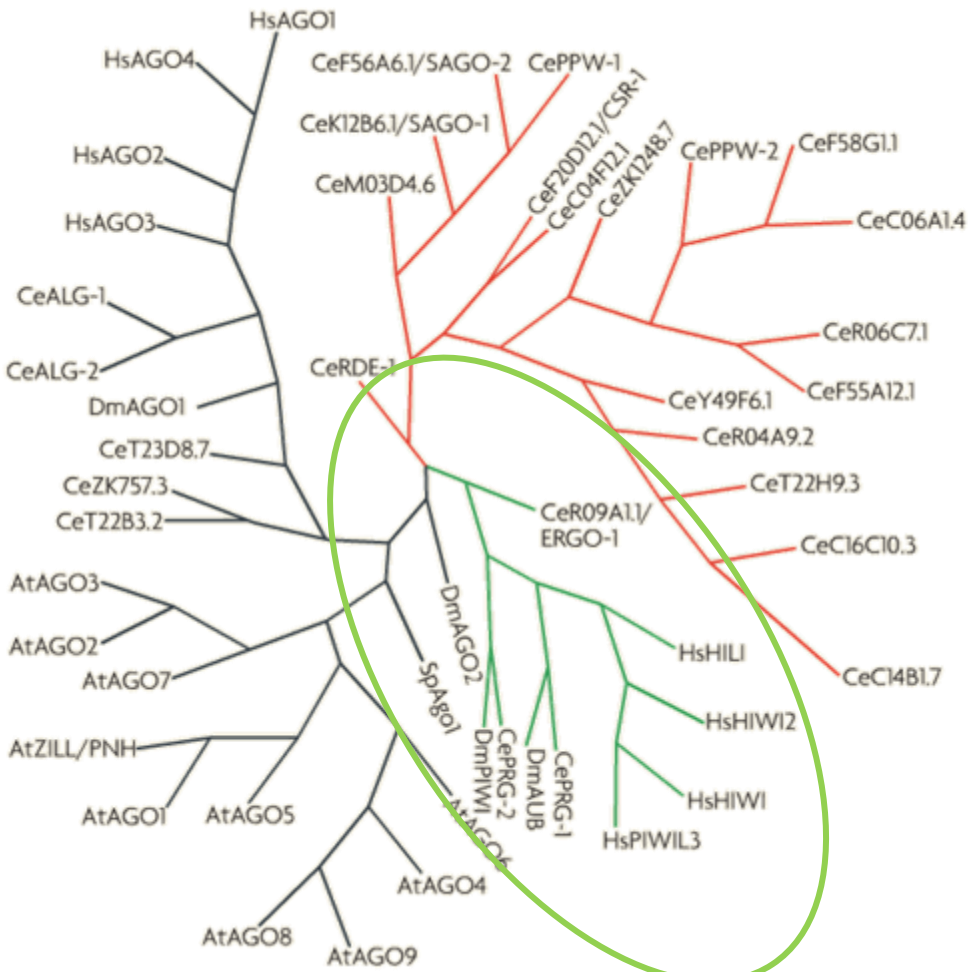 HsAGO1
HsAGO4
CeF56A6.1/SAGO-2
CePPW-1
CeF20D12.1/CSR-1
CeK12B6.1/SAGO-1
CeC04F12.1
CeZK1248.7
CePPW-2
CeF58G1.1
HsAGO2
CeM03D4.6
HsAGO3
CeC06A1.4
CeALG-1
CeR06C7.1
CeALG-2
CeRDE-1
CeF55A12.1
DmAGO1
CeY49F6.1
CeR04A9.2
CeT23D8.7
CeZK757.3
CeT22H9.3
CeT22B3.2
CeR09A1.1/
ERGO-1
CeC16C10.3
AtAGO3
DmAGO2
AtAGO2
HsHILI
AtAGO7
SpAgo1
CeC14B1.7
HsHIWI2
AtZILL/PNH
DmPIWI
CePRG-2
DmAUB
CePRG-1
HsHIWI
AtAGO1
AtAGO5
AtAGO6
HsPIWIL3
AtAGO4
AtAGO8
AtAGO9